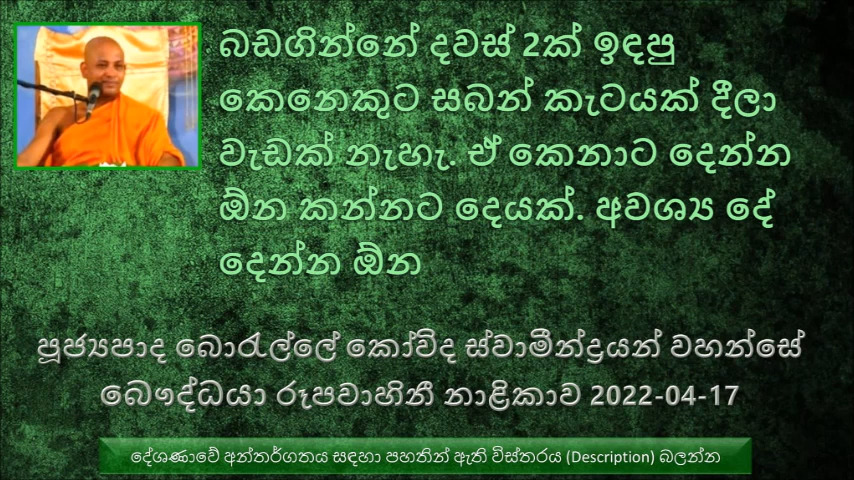 බඩගින්නේ දවස් 2ක් ඉඳපු
කෙනෙකුට සබන් කැටයක් දීලා
වැඩක් නැහැ. ඒ කෙනාට දෙන්න
ඕන කන්නට දෙයක්. අවශ්‍ය දේ
දෙන්න ඕන
පූජ්‍යපාද බොරැල්ලේ කෝවිද ස්වාමීන්ද්‍රයන් වහන්සේ
බෞද්ධයා රූපවාහිනී නාළිකාව 2022-04-17
දේශණාවේ අන්තර්ගතය සඳහා පහතින් ඇති විස්තරය (Description) බලන්න